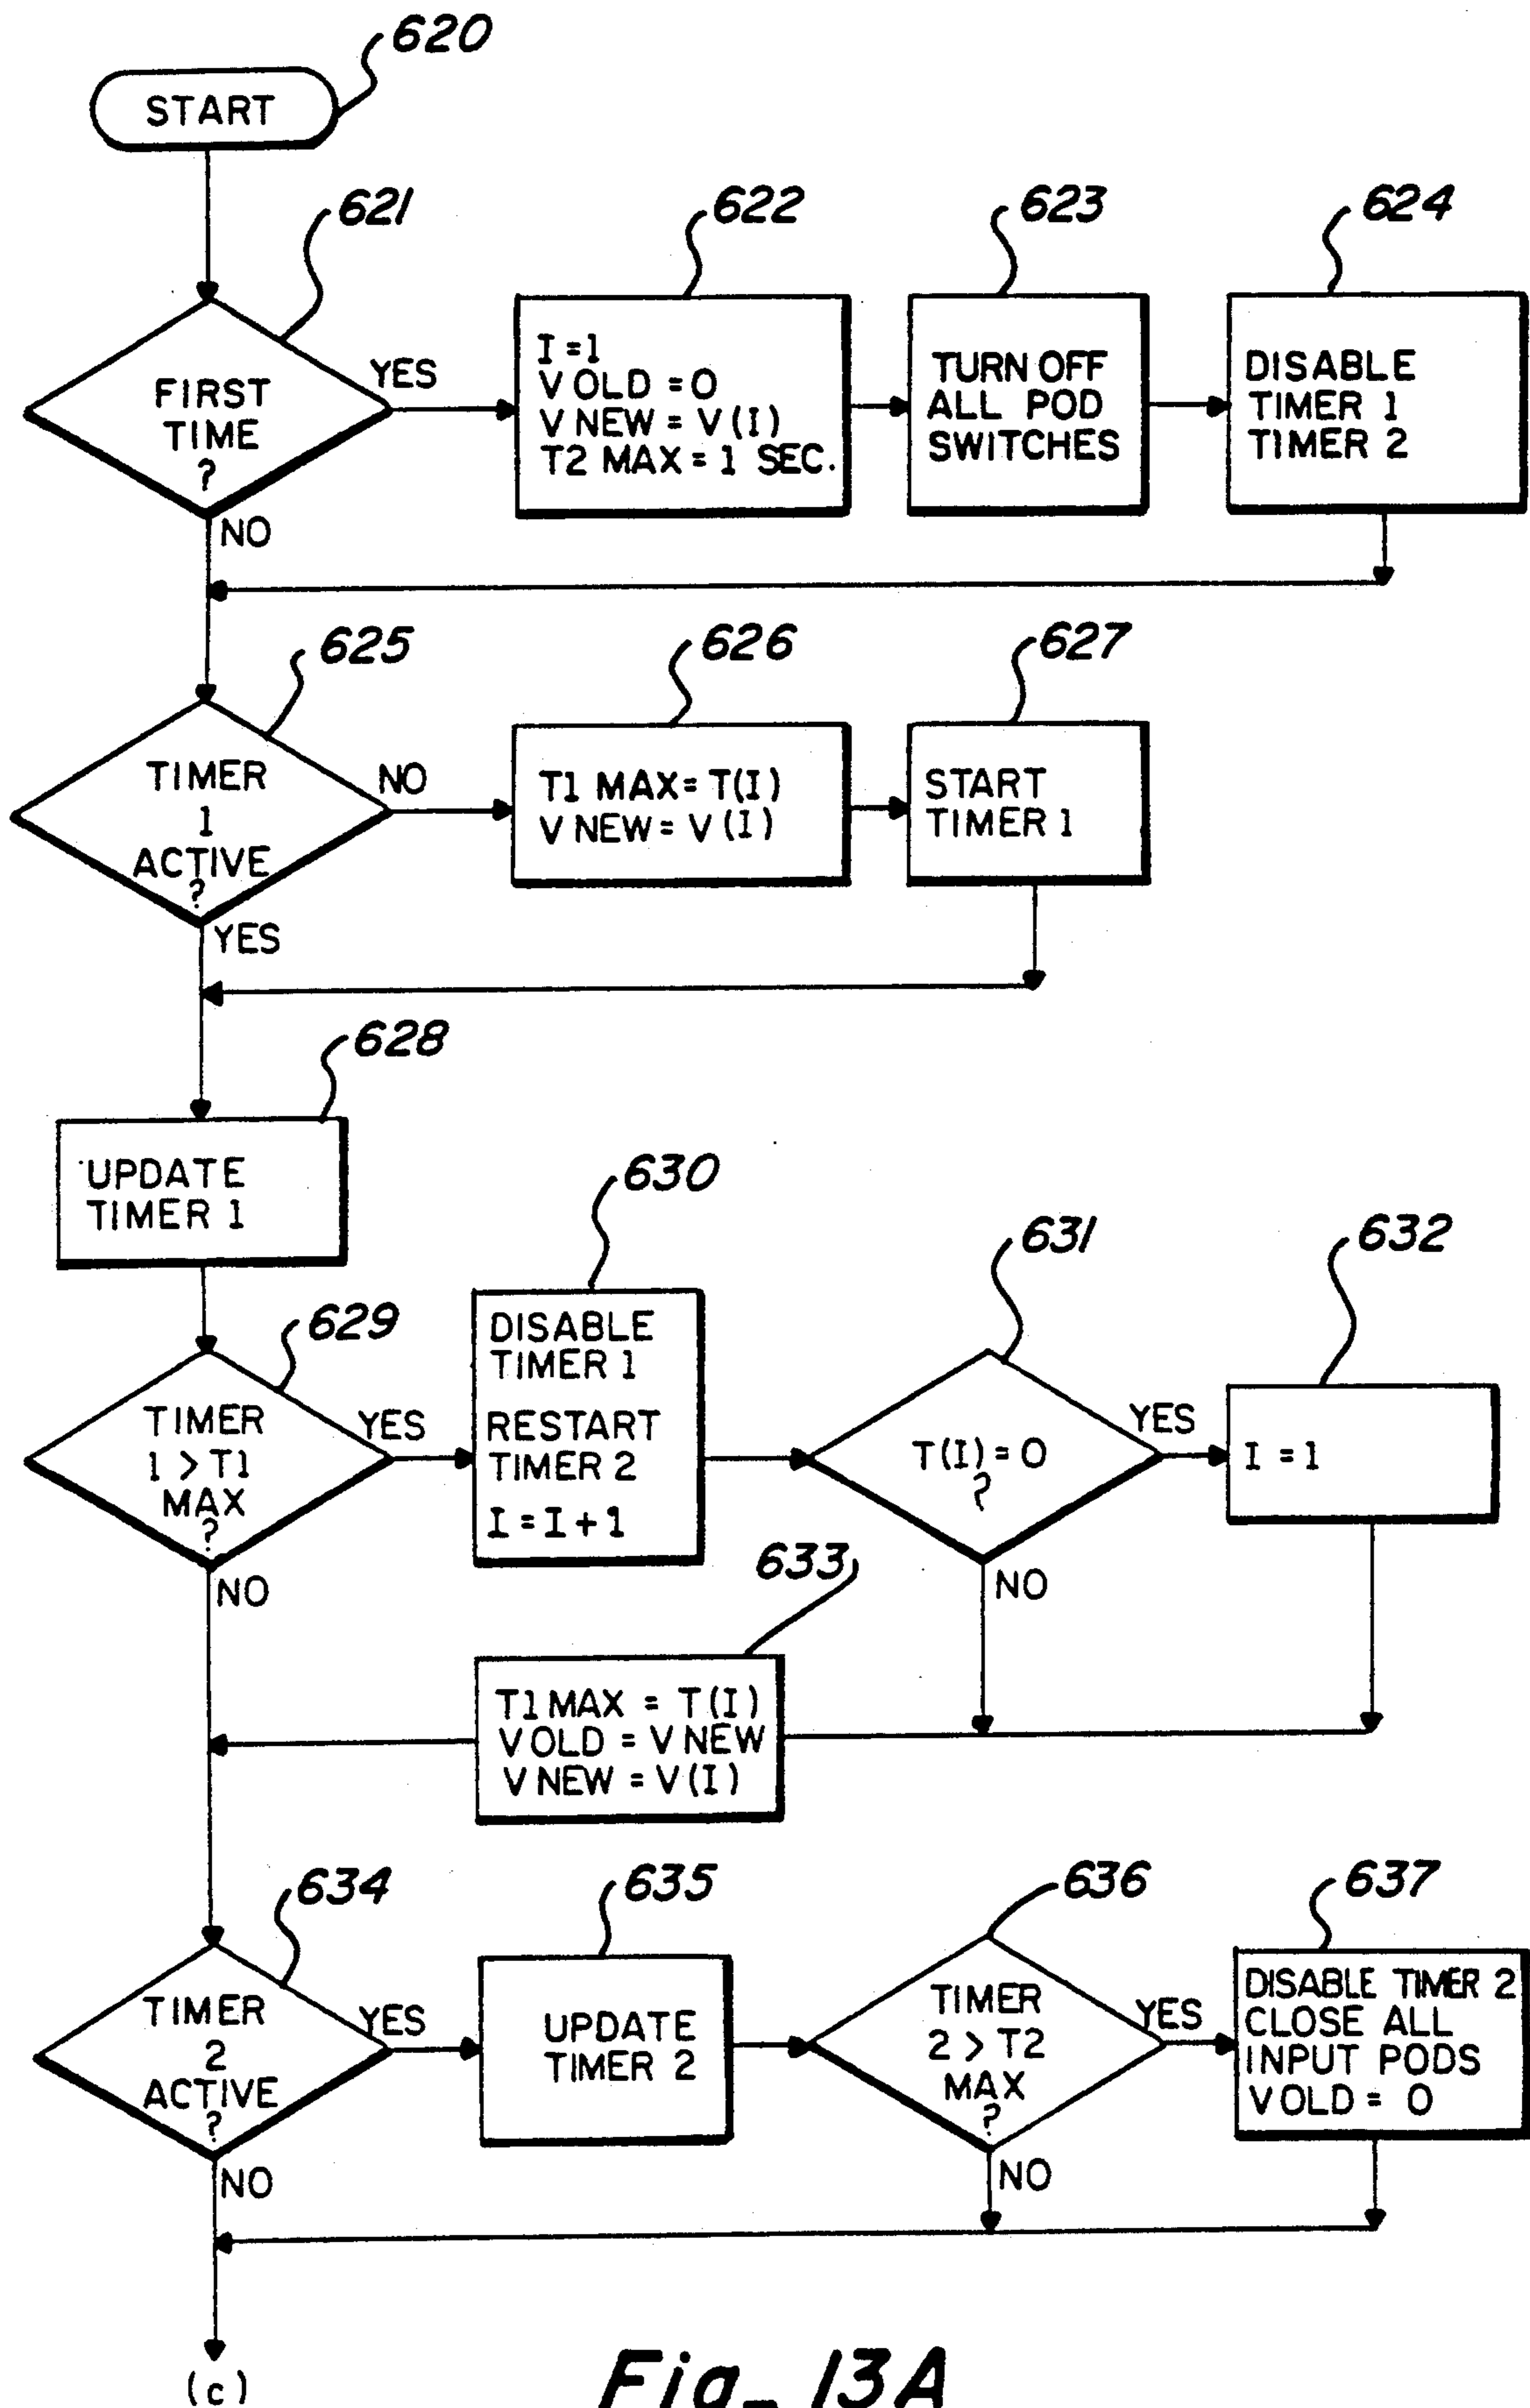 620
START
621
622
623
624
FIRST
TIME
?
YES
NO
I = 1
V OLD = 0
V NEW = V(I)
T2 MAX = 1 SEC.
TURN OFF
ALL POD
SWITCHES
DISABLE
TIMER 1
TIMER 2
625
626
627
TIMER
1
ACTIVE
?
NO
YES
T1 MAX = T(I)
V NEW = V(I)
START
TIMER 1
628
UPDATE
TIMER 1
629
630
631
632
TIMER
1 > T1
MAX
?
YES
NO
DISABLE
TIMER 1
RESTART
TIMER 2
I = I + 1
T(I) = 0
?
YES
NO
I = 1
633
T1 MAX = T(I)
V OLD = V NEW
V NEW = V(I)
634
635
636
637
TIMER
2
ACTIVE
?
YES
NO
UPDATE
TIMER 2
TIMER
2 > T2
MAX
?
YES
NO
DISABLE TIMER 2
CLOSE ALL
INPUT PODS
V OLD = 0
(c)
Fig_ 13A